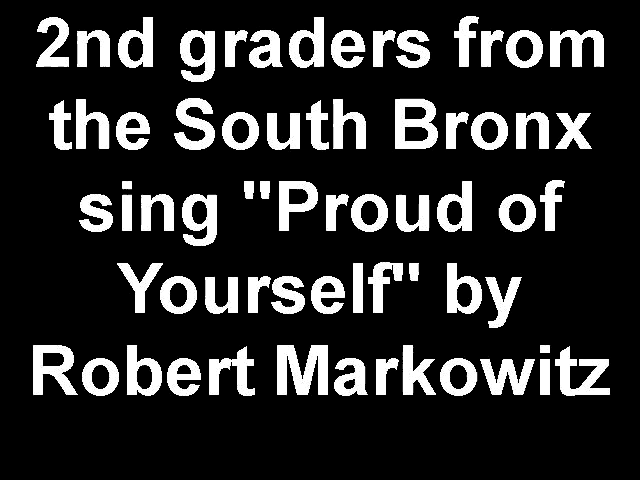 2nd graders from
the South Bronx
sing "Proud of
Yourself" by
Robert Markowitz